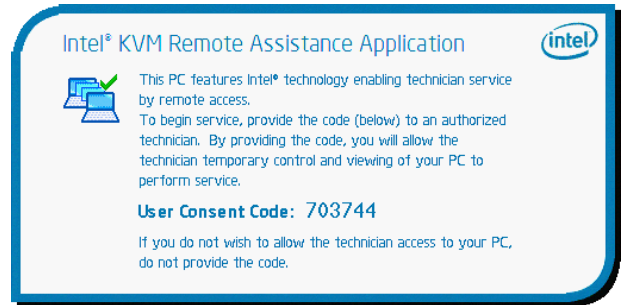 Intel® KVM Remote Assistance Application
intel
This PC features Intel® technology enabling technician service
by remote access.
To begin service, provide the code (below) to an authorized
technician. By providing the code, you will allow the
technician temporary control and viewing of your PC to
perform service.
User Consent Code: 703744
If you do not wish to allow the technician access to your PC,
do not provide the code.